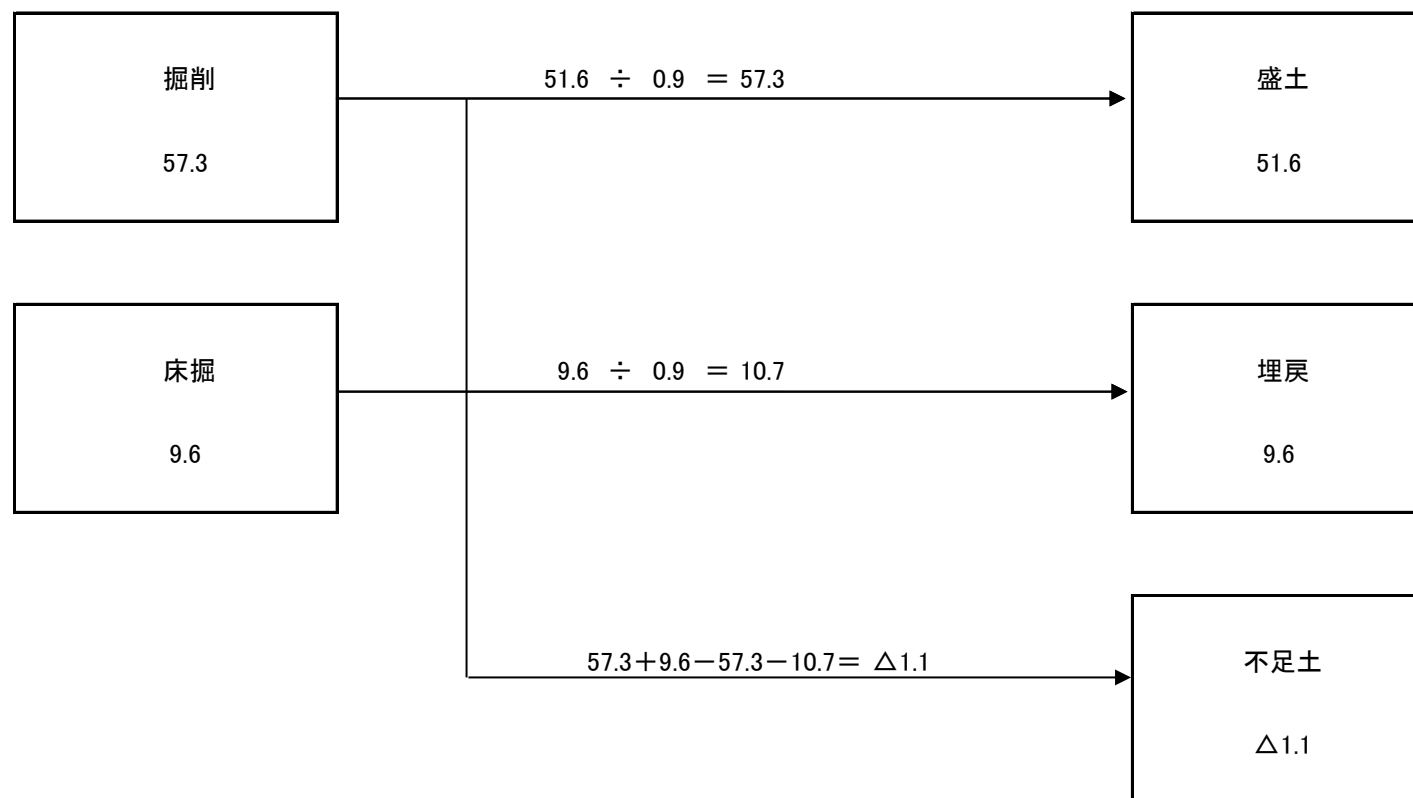 掘削
51.6 ÷ 0.9 = 57.3
盛土
57.3
51.6
床掘
9.6 ÷ 0.9 = 10.7
埋戻
9.6
9.6
57.3+9.6-57.3-10.7= △1.1
不足土
△1.1